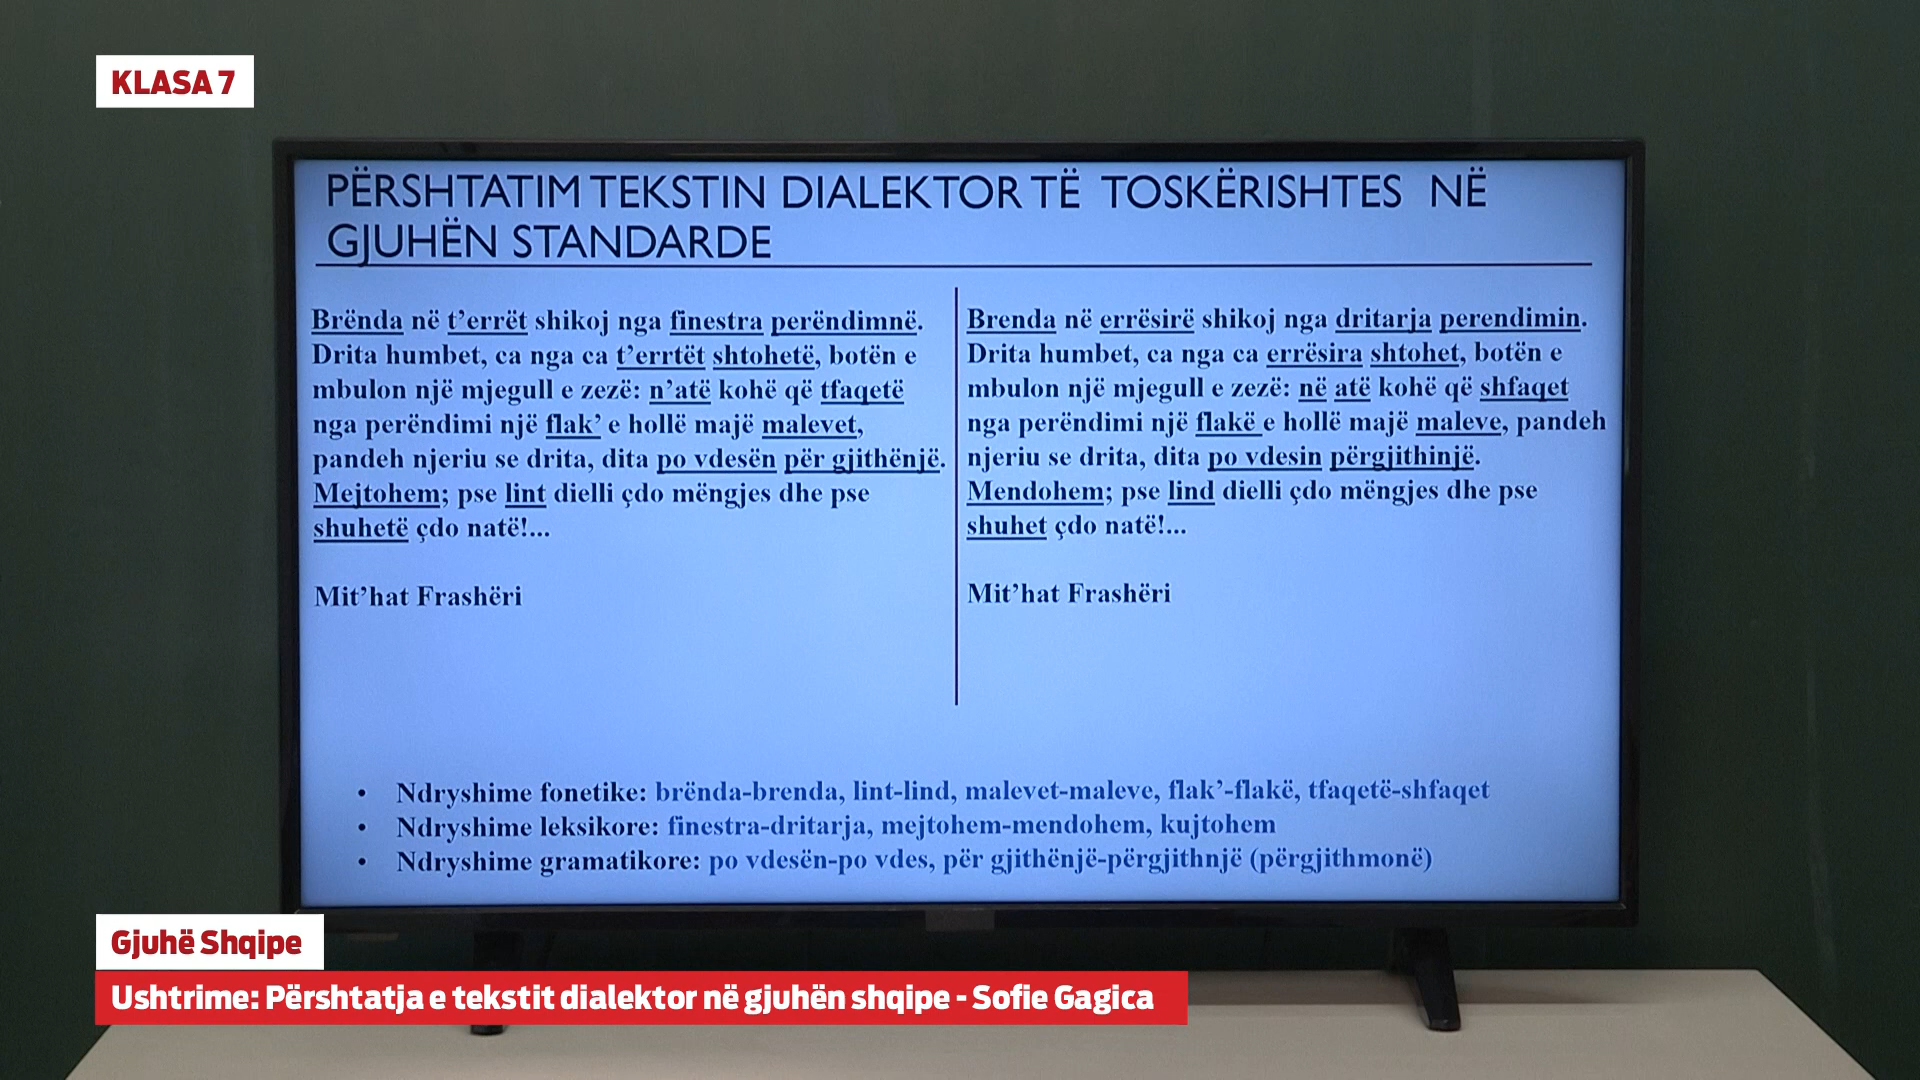 KLASA 7
PËRSHTATIM TEKSTIN DIALEKTOR TË TOSKËRISHTES NË
GJUHËN STANDARDE
Brënda në t'errët shikoj nga finestra perëndimnë.
Drita humbet, ca nga ca t'errtët shtohetë, botën e
mbulon një mjegull e zezë: n'atë kohë që tfaqetë
nga perëndimi një flak' e hollë majë malevet,
pandeh njeriu se drita, dita po vdesën për gjithënjë.
Mejtohem; pse lint dielli çdo mëngjes dhe pse
shuhetë çdo natë!...
Mit'hat Frashëri
Brenda në errësirë shikoj nga dritarja perendimin.
Drita humbet, ca nga ca errësira shtohet, botën e
mbulon një mjegull e zezë: në atë kohë që shfaqet
nga perëndimi një flakë e hollë majë maleve, pandeh
njeriu se drita, dita po vdesin përgjithinjë.
Mendohem; pse lind dielli çdo mëngjes dhe pse
shuhet çdo natë!...
Mit'hat Frashëri
• Ndryshime fonetike: brënda-brenda, lint-lind, malevet-maleve, flak'-flakë, tfaqetë-shfaqet
• Ndryshime leksikore: finestra-dritarja, mejtohem-mendohem, kujtohem
• Ndryshime gramatikore: po vdesën-po vdes, për gjithënjë-përgjithnjë (përgjithmonë)
Gjuhë Shqipe
Ushtrime: Përshtatja e tekstit dialektor në gjuhën shqipe - Sofie Gagica